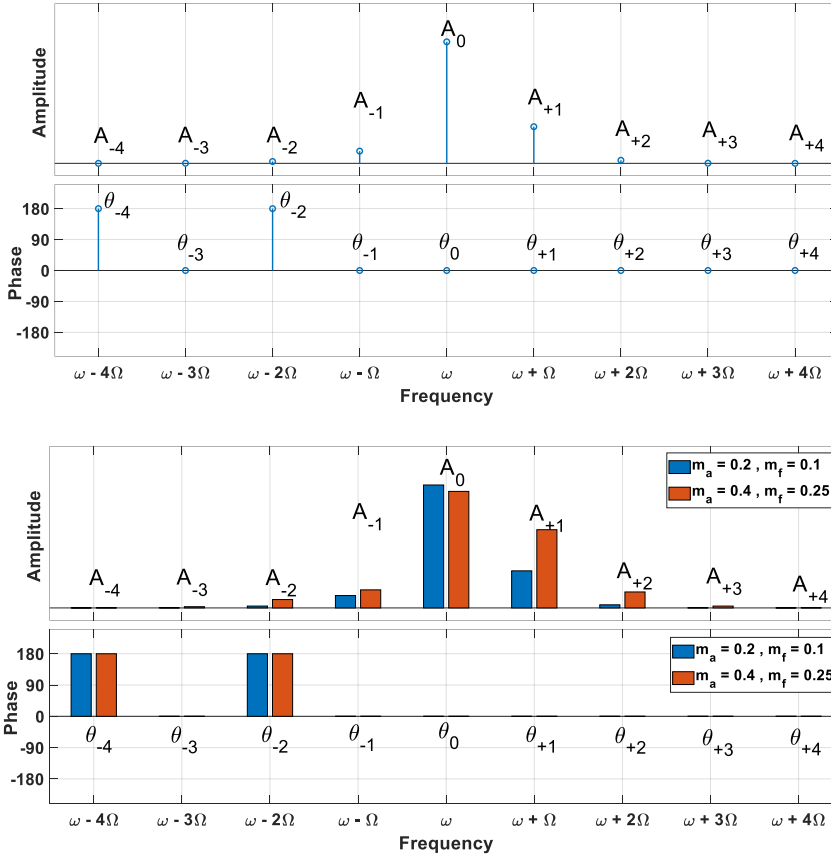 Amplitude
A-4 A-3 A-2 A-1 A0 A+1 A+2 A+3 A+4
Phase
180
90
0
-90
-180
θ-4 θ-3 θ-2 θ-1 θ0 θ+1 θ+2 θ+3 θ+4
ω - 4Ω ω - 3Ω ω - 2Ω ω - Ω ω ω + Ω ω + 2Ω ω + 3Ω ω + 4Ω
Frequency
Amplitude
A-4 A-3 A-2 A-1 A0 A+1 A+2 A+3 A+4
ma = 0.2 , mf = 0.1
ma = 0.4 , mf = 0.25
Phase
180
90
0
-90
-180
ma = 0.2 , mf = 0.1
ma = 0.4 , mf = 0.25
θ-4 θ-3 θ-2 θ-1 θ0 θ+1 θ+2 θ+3 θ+4
ω - 4Ω ω - 3Ω ω - 2Ω ω - Ω ω ω + Ω ω + 2Ω ω + 3Ω ω + 4Ω
Frequency